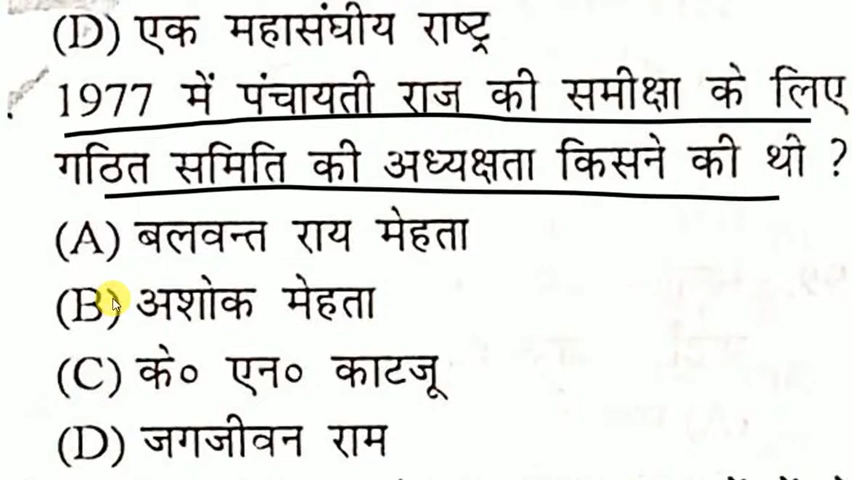 (D) एक महासंघीय राष्ट्र
1977 में पंचायती राज की समीक्षा के लिए
गठित समिति की अध्यक्षता किसने की थी ?
(A) बलवन्त राय मेहता
(B) अशोक मेहता
(C) के० एन० काटजू
(D) जगजीवन राम